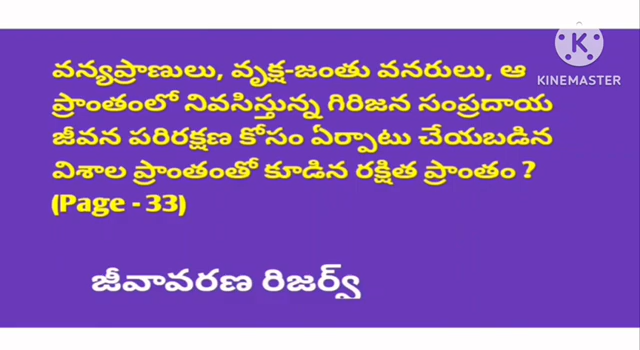 KINEMASTER
వన్యప్రాణులు, వృక్ష-జంతు వనరులు, ఆ
ప్రాంతంలో నివసిస్తున్న గిరిజన సంప్రదాయ
జీవన పరిరక్షణ కోసం ఏర్పాటు చేయబడిన
విశాల ప్రాంతంతో కూడిన రక్షిత ప్రాంతం ?
(Page - 33)
జీవావరణ రిజర్వ్